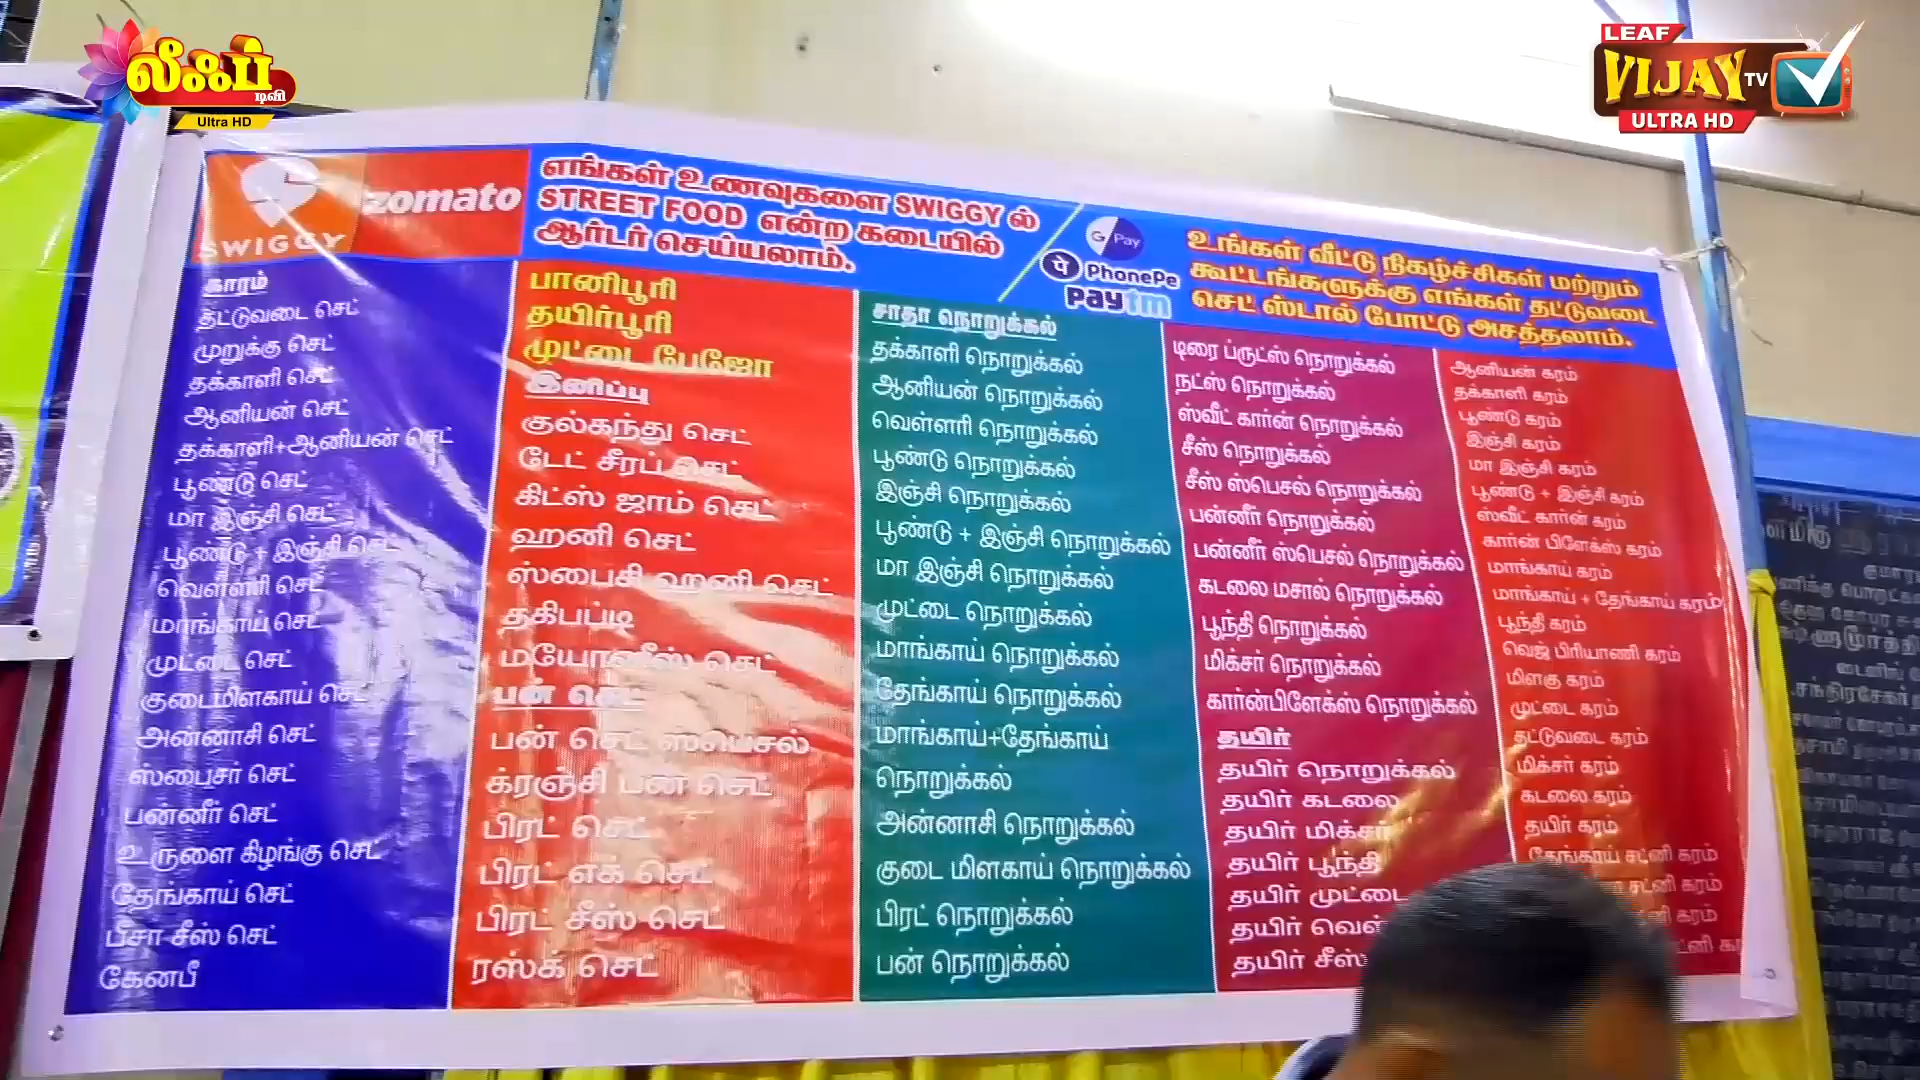 லீஃப்
டிவி
Ultra HD
LEAF
VIJAY TV
ULTRA HD
SWIGGY
zomato
எங்கள் உணவுகளை SWIGGY ல்
STREET FOOD என்ற கடையில்
ஆர்டர் செய்யலாம்.
G Pay
PhonePe
paytm
உங்கள் வீட்டு நிகழ்ச்சிகள் மற்றும்
கூட்டங்களுக்கு எங்கள் தட்டுவடை
செட் ஸ்டால் போட்டு அசத்தலாம்.
காரம்
தட்டுவடை செட்
முறுக்கு செட்
தக்காளி செட்
ஆனியன் செட்
தக்காளி+ஆனியன் செட்
பூண்டு செட்
மா இஞ்சி செட்
பூண்டு + இஞ்சி செட்
வெள்ளரி செட்
மாங்காய் செட்
முட்டை செட்
குடைமிளகாய் செட்
அன்னாசி செட்
ஸ்பைசர் செட்
பன்னீர் செட்
உருளை கிழங்கு செட்
தேங்காய் செட்
பீசா சீஸ் செட்
கேனபீ
பானிபூரி
தயிர்பூரி
முட்டை பேஜோ
இனிப்பு
குல்கந்து செட்
டேட் சீரப் செட்
கிட்ஸ் ஜாம் செட்
ஹனி செட்
ஸ்பைசி ஹனி செட்
தகிபப்டி
மயோனீஸ் செட்
பன் செட்
பன் செட் ஸ்பெசல்
க்ரஞ்சி பன் செட்
பிரட் செட்
பிரட் எக் செட்
பிரட் சீஸ் செட்
ரஸ்க் செட்
சாதா நொறுக்கல்
தக்காளி நொறுக்கல்
ஆனியன் நொறுக்கல்
வெள்ளரி நொறுக்கல்
பூண்டு நொறுக்கல்
இஞ்சி நொறுக்கல்
பூண்டு + இஞ்சி நொறுக்கல்
மா இஞ்சி நொறுக்கல்
முட்டை நொறுக்கல்
மாங்காய் நொறுக்கல்
தேங்காய் நொறுக்கல்
மாங்காய்+தேங்காய்
நொறுக்கல்
அன்னாசி நொறுக்கல்
குடை மிளகாய் நொறுக்கல்
பிரட் நொறுக்கல்
பன் நொறுக்கல்
டிரை ப்ருட்ஸ் நொறுக்கல்
நட்ஸ் நொறுக்கல்
ஸ்வீட் கார்ன் நொறுக்கல்
சீஸ் நொறுக்கல்
சீஸ் ஸ்பெசல் நொறுக்கல்
பன்னீர் நொறுக்கல்
பன்னீர் ஸ்பெசல் நொறுக்கல்
கடலை மசால் நொறுக்கல்
பூந்தி நொறுக்கல்
மிக்சர் நொறுக்கல்
கார்ன்பிளேக்ஸ் நொறுக்கல்
தயிர்
தயிர் நொறுக்கல்
தயிர் கடலை
தயிர் மிக்சர்
தயிர் பூந்தி
தயிர் முட்டை
தயிர்
தயிர் சீஸ்
ஆனியன் கரம்
தக்காளி கரம்
பூண்டு கரம்
இஞ்சி கரம்
மா இஞ்சி கரம்
பூண்டு + இஞ்சி கரம்
ஸ்வீட் கார்ன் கரம்
கார்ன் பிளேக்ஸ் கரம்
மாங்காய் கரம்
மாங்காய் + தேங்காய் கரம்
பூந்தி கரம்
வெஜ் பிரியாணி கரம்
மிளகு கரம்
முட்டை கரம்
தட்டுவடை கரம்
மிக்சர் கரம்
கடலை கரம்
தயிர் கரம்
தேங்காய் சட்னி கரம்
சட்னி கரம்
கரம்